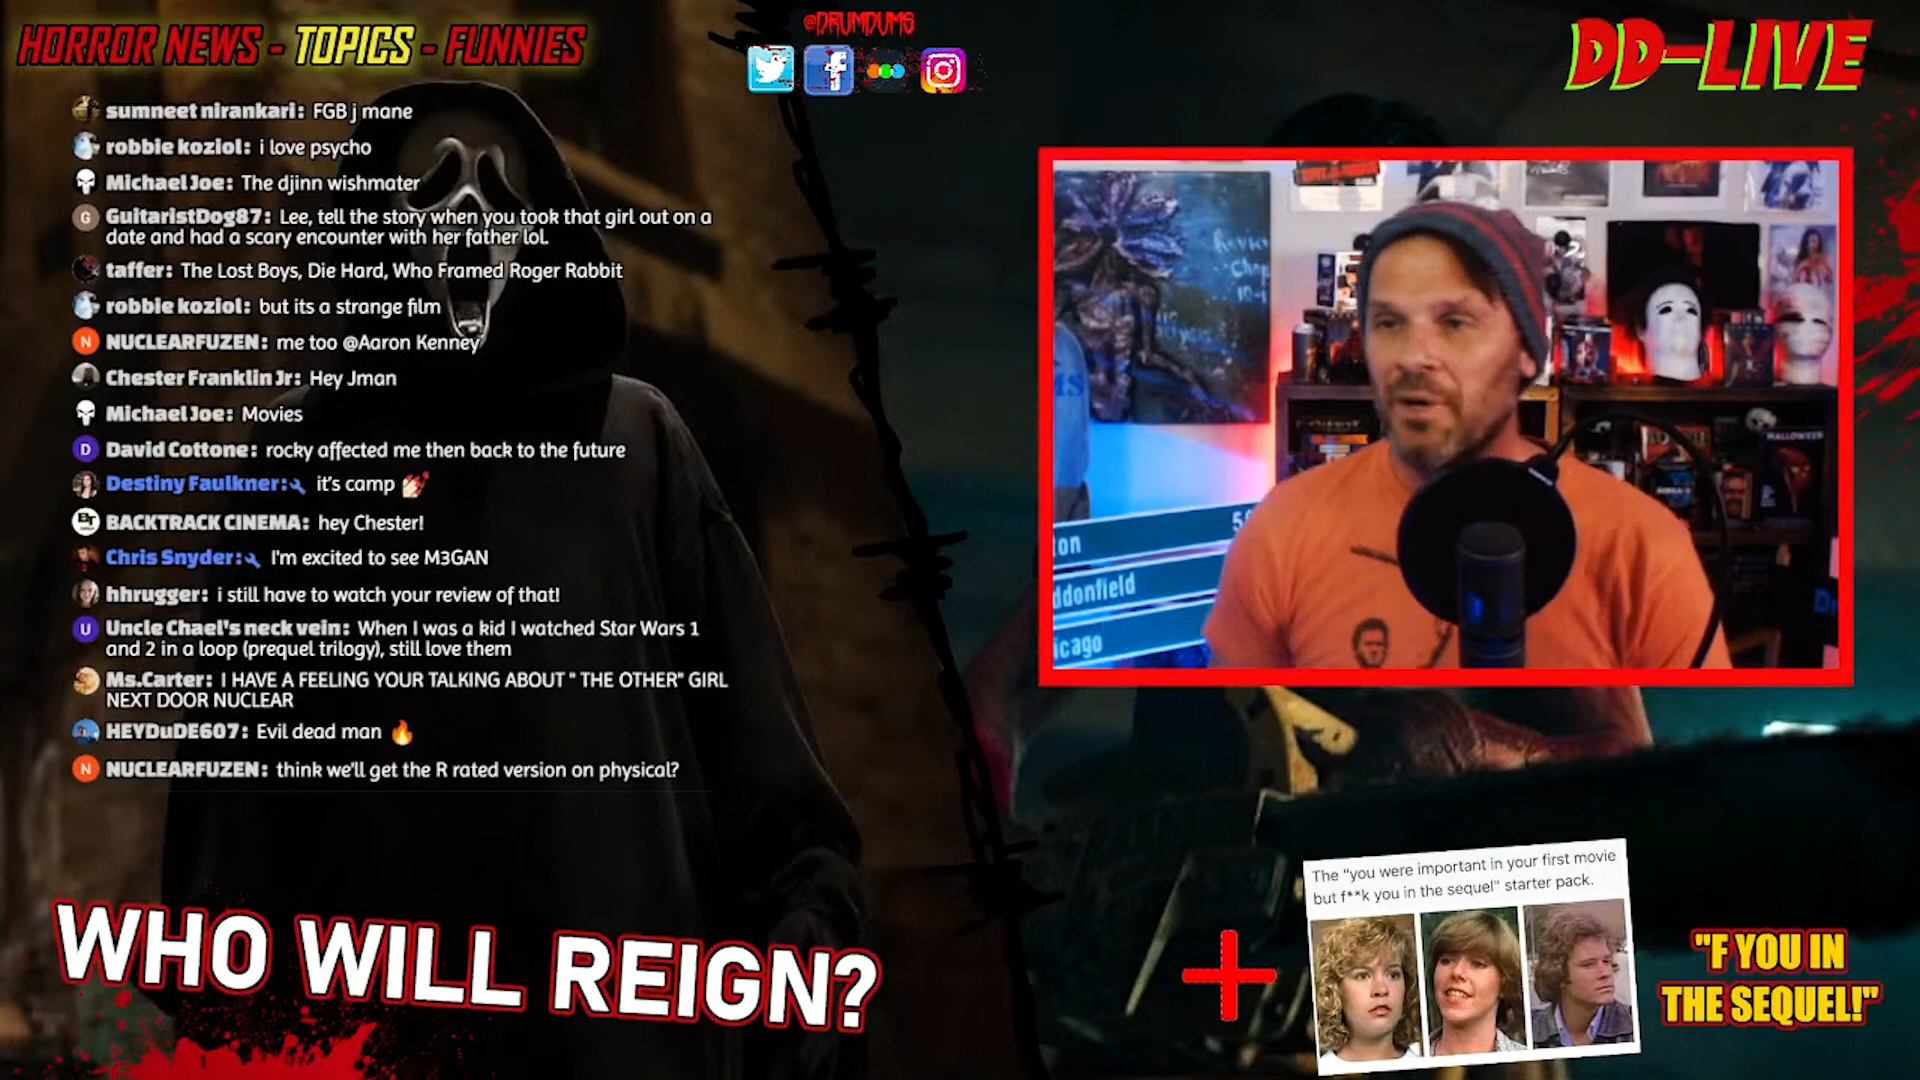 HORROR NEWS - TOPICS - FUNNIES
@DRUMDUMS
DD-LIVE
sumneet nirankari: FGB j mane
robbie koziol: i love psycho
Michael Joe: The djinn wishmater
GuitaristDog87: Lee, tell the story when you took that girl out on a
date and had a scary encounter with her father lol.
taffer: The Lost Boys, Die Hard, Who Framed Roger Rabbit
robbie koziol: but its a strange film
NUCLEARFUZEN: me too @Aaron Kenney
Chester Franklin Jr: Hey Jman
Michael Joe: Movies
David Cottone: rocky affected me then back to the future
Destiny Faulkner: it's camp
BACKTRACK CINEMA: hey Chester!
Chris Snyder: I'm excited to see M3GAN
hhrugger: i still have to watch your review of that!
Uncle Chael's neck vein: When I was a kid I watched Star Wars 1
and 2 in a loop (prequel trilogy), still love them
Ms.Carter: I HAVE A FEELING YOUR TALKING ABOUT " THE OTHER" GIRL
NEXT DOOR NUCLEAR
HEYDuDE607: Evil dead man
NUCLEARFUZEN: think we'll get the R rated version on physical?
ton
ddonfield
icago
HALLOWEEN
WHO WILL REIGN?
The "you were important in your first movie
but f**k you in the sequel" starter pack.
"F YOU IN
THE SEQUEL!"